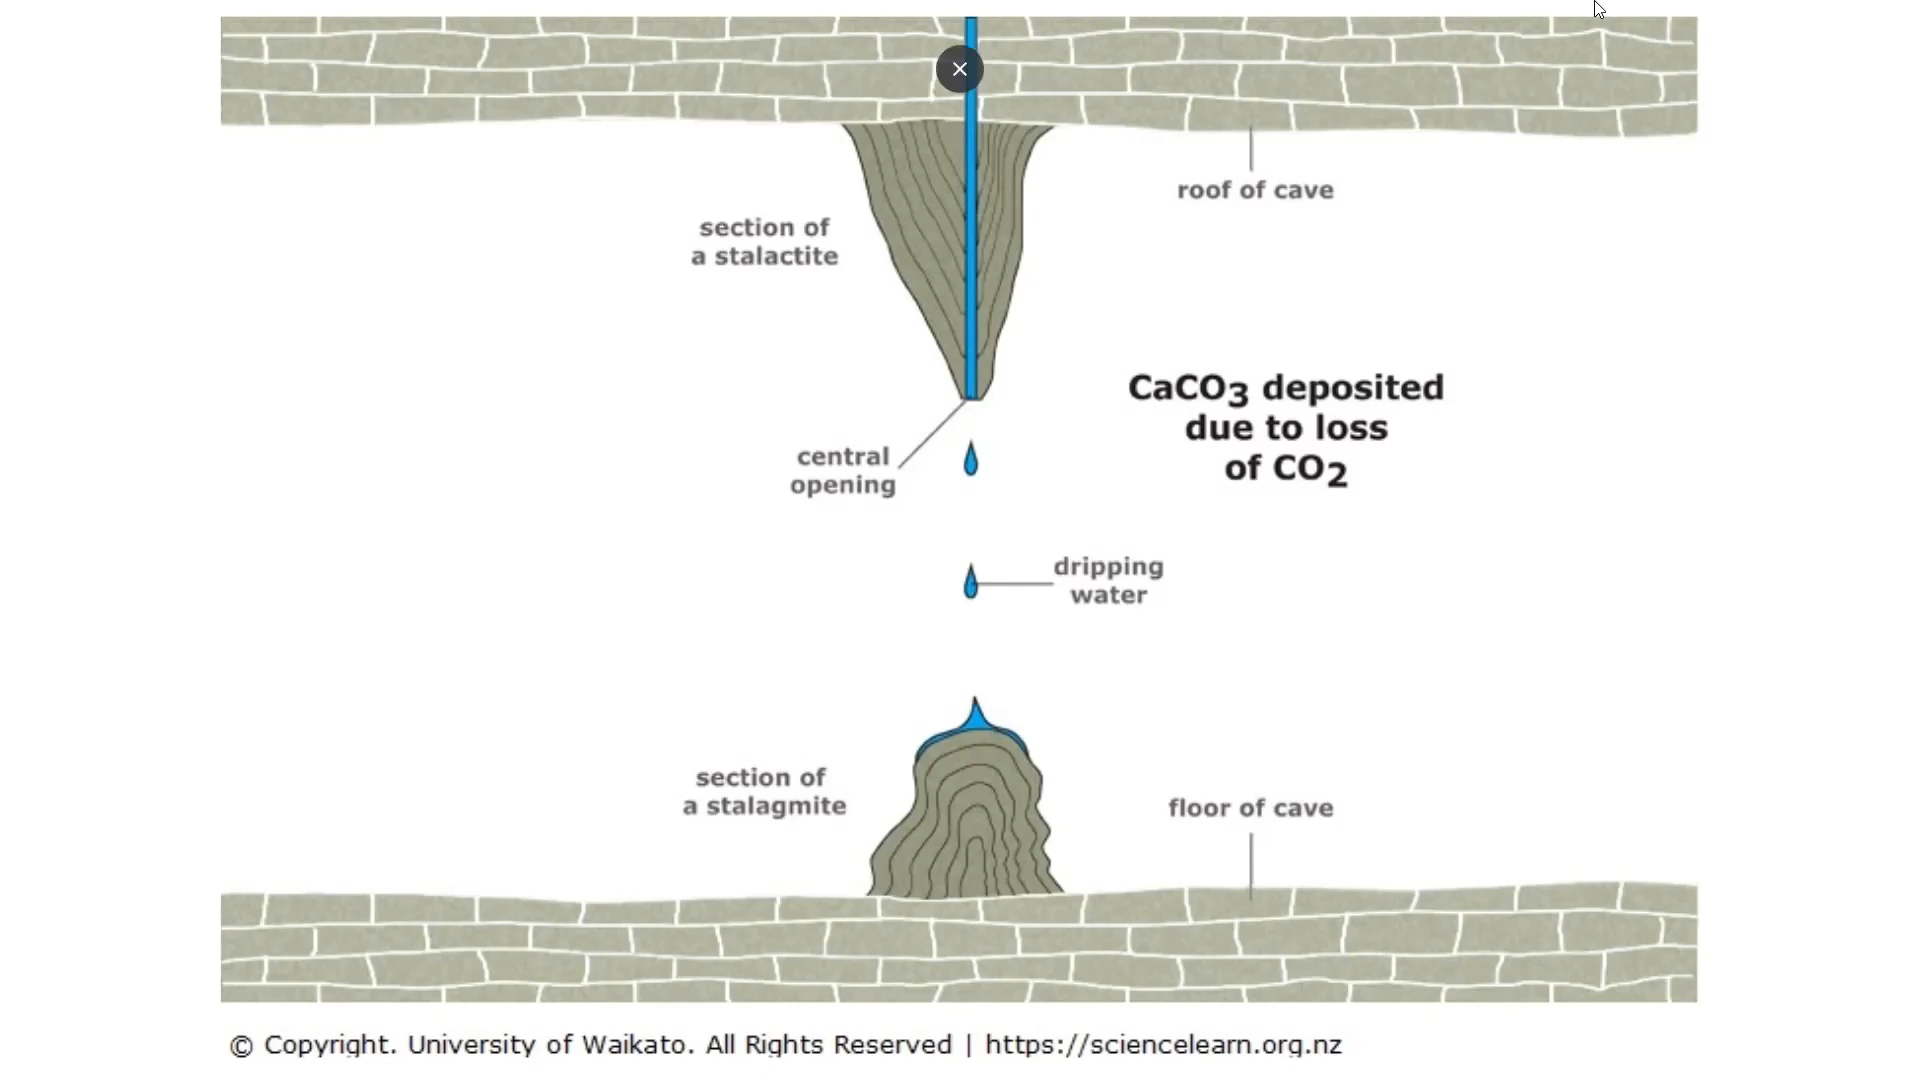 roof of cave
section of
a stalactite
CaCO3 deposited
due to loss
of CO2
central
opening
dripping
water
section of
a stalagmite
floor of cave
© Copyright. University of Waikato. All Rights Reserved | https://sciencelearn.org.nz